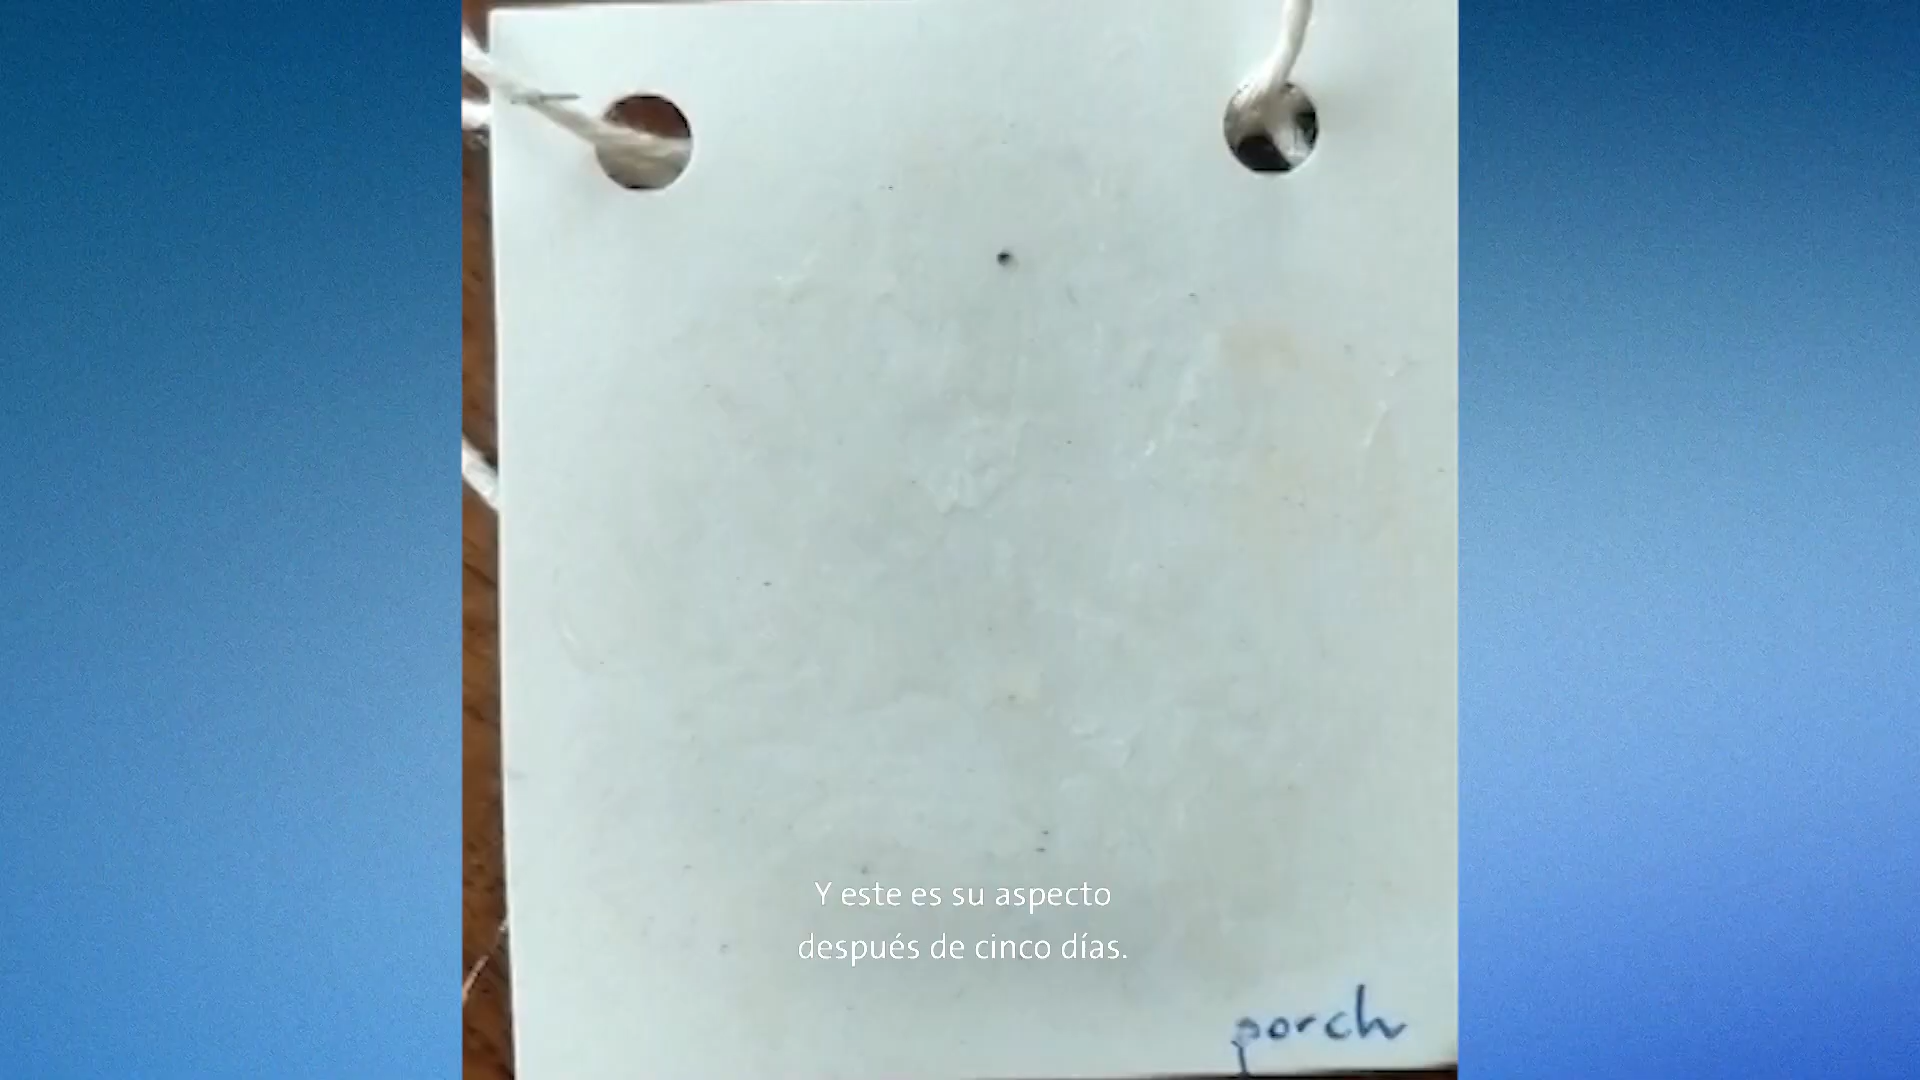 Y este es su aspecto
después de cinco días.
porch